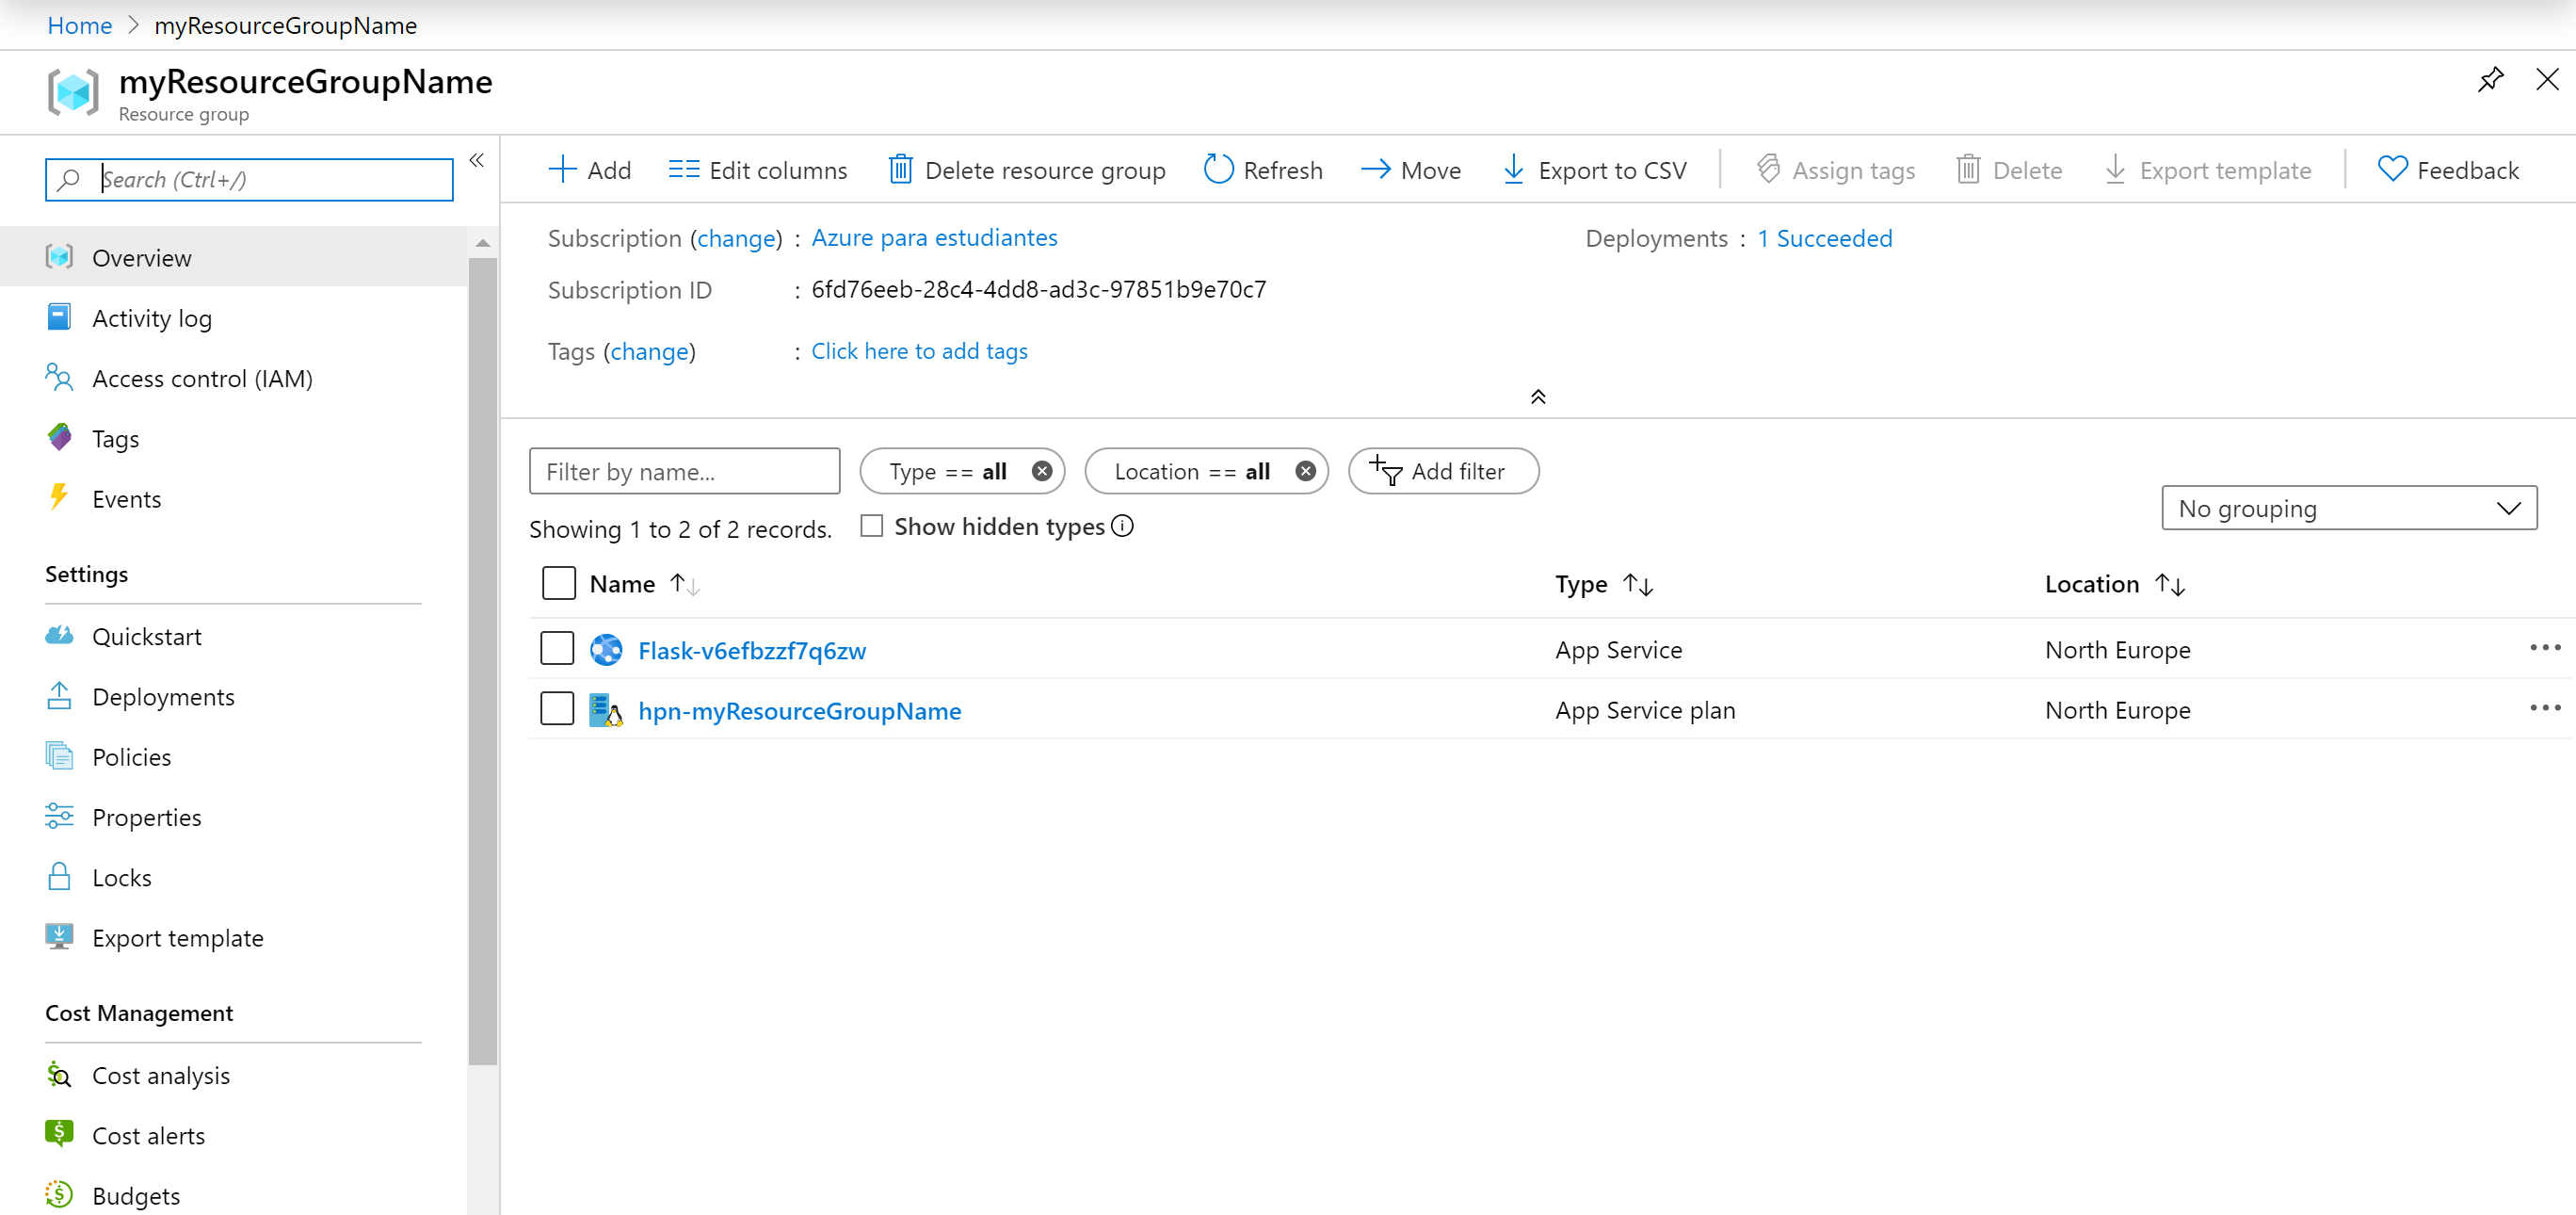 Home > myResourceGroupName
myResourceGroupName
Resource group
Search (Ctrl+/)
Overview
Activity log
Access control (IAM)
Tags
Events
Settings
Quickstart
Deployments
Policies
Properties
Locks
Export template
Cost Management
Cost analysis
Cost alerts
Budgets
Add Edit columns Delete resource group Refresh Move Export to CSV Assign tags Delete Export template Feedback
Subscription (change) : Azure para estudiantes
Deployments : 1 Succeeded
Subscription ID : 6fd76eeb-28c4-4dd8-ad3c-97851b9e70c7
Tags (change) : Click here to add tags
Filter by name... Type == all Location == all Add filter
Showing 1 to 2 of 2 records. Show hidden types
No grouping
Name Type Location
Flask-v6efbzzf7q6zw App Service North Europe
hpn-myResourceGroupName App Service plan North Europe